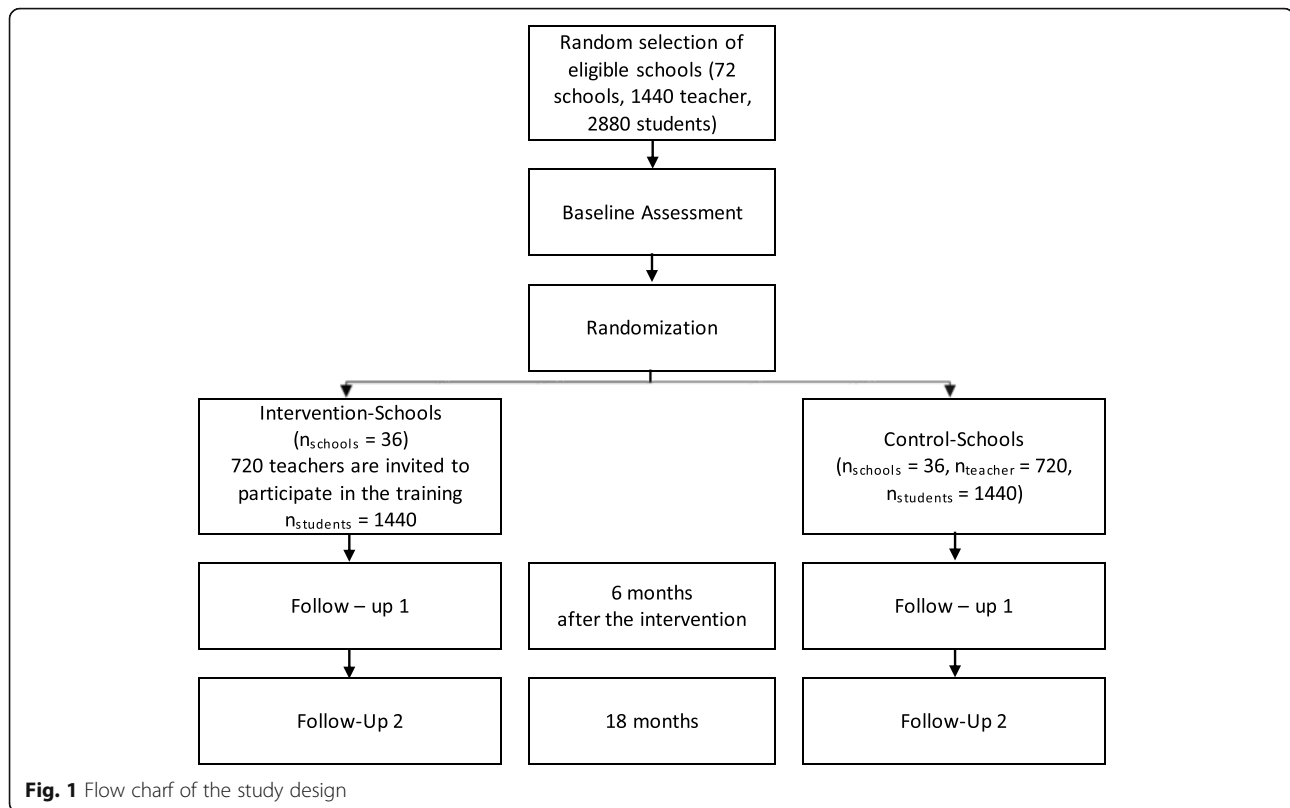 Random selection of
eligible schools (72
schools, 1440 teacher,
2880 students)
Baseline Assessment
Randomization
Intervention-Schools
(nschools = 36)
720 teachers are invited to
participate in the training
nstudents = 1440
Control-Schools
(nschools = 36, nteacher = 720,
nstudents = 1440)
Follow – up 1
6 months
after the intervention
Follow – up 1
Follow-Up 2
18 months
Follow-Up 2
Fig. 1 Flow charf of the study design